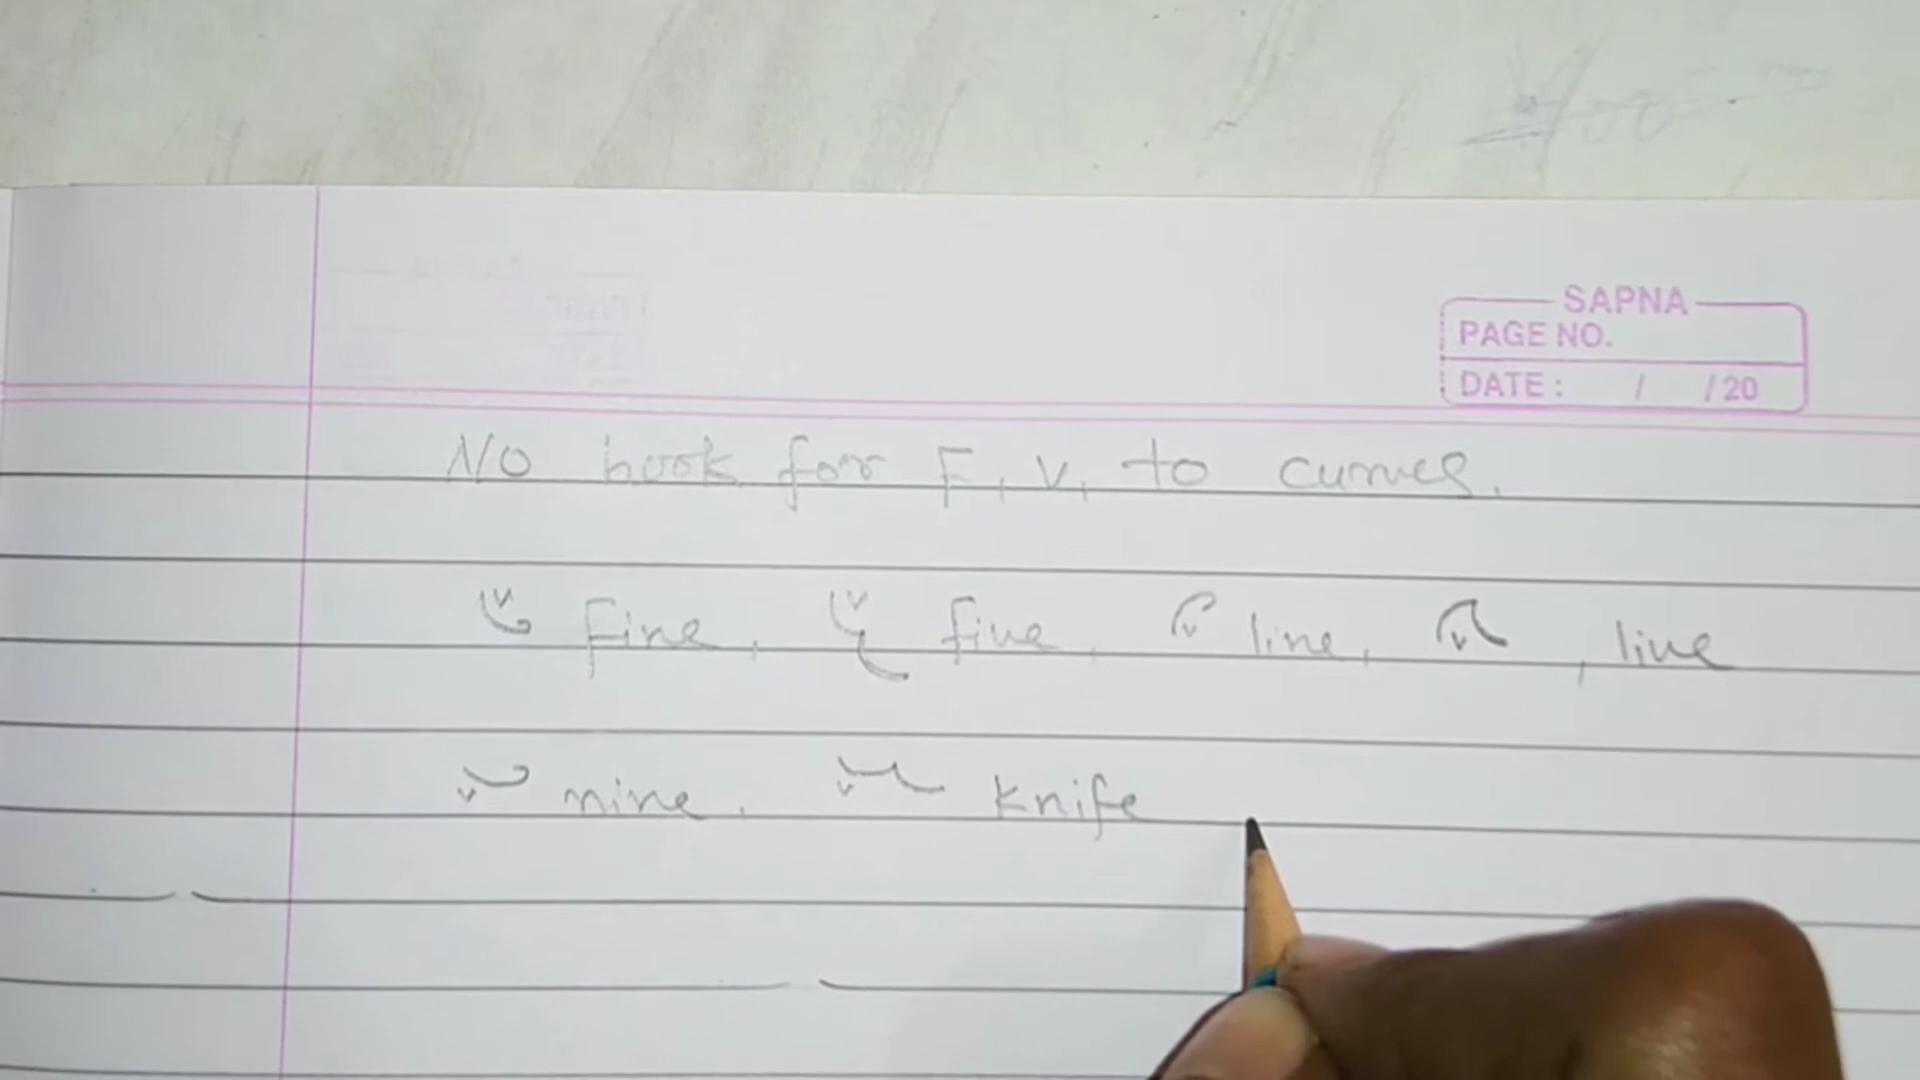 SAPNA
PAGE NO.
DATE : / /20
No hook for F, V, to curves.
Fine, five, line, , live
nine, knife